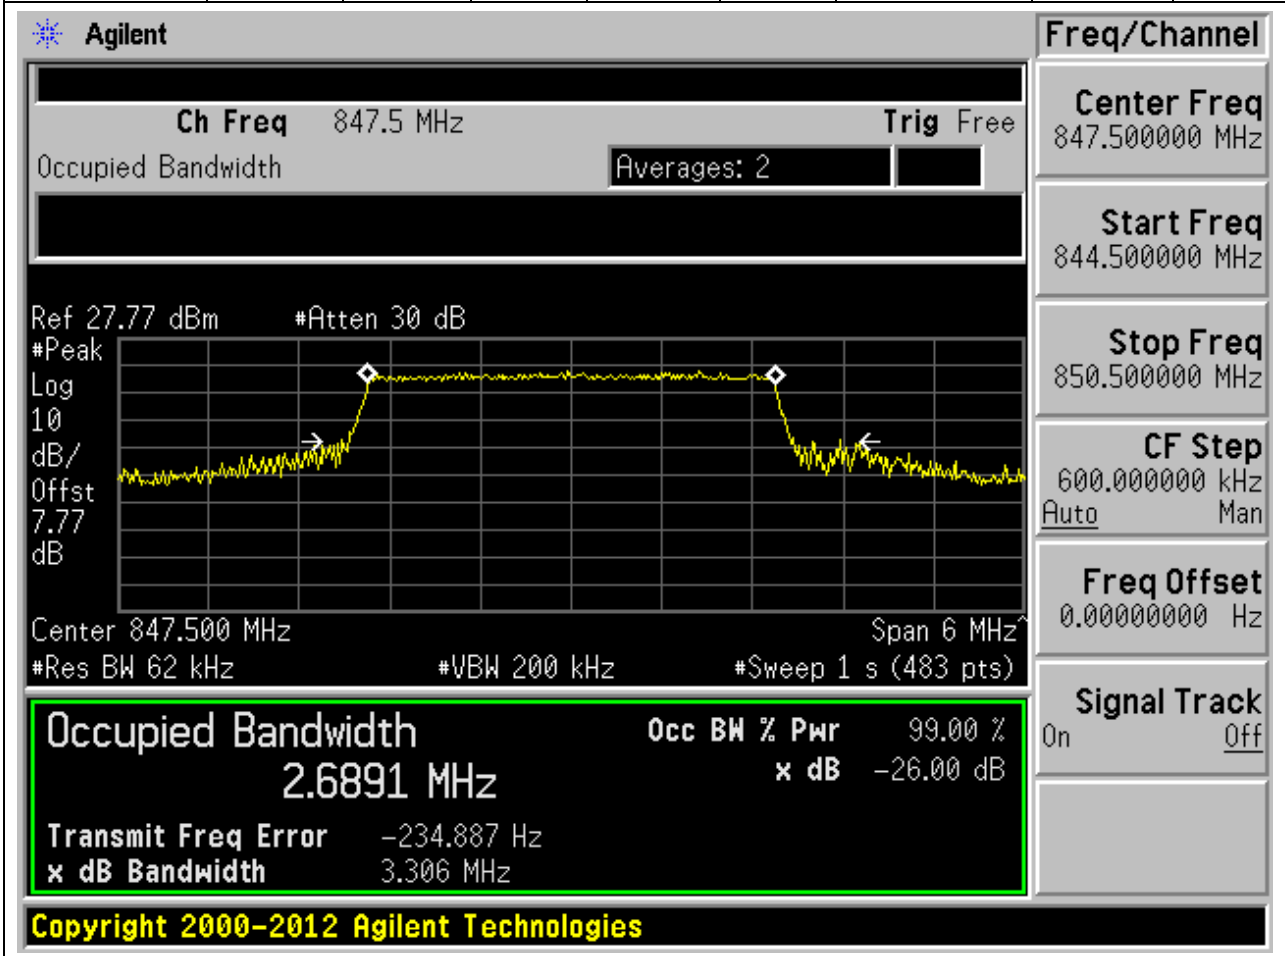 Agilent
Ch Freq 847.5 MHz Trig Free
Occupied Bandwidth Averages: 2
Ref 27.77 dBm #Atten 30 dB
#Peak
Log
10
dB/
Offst
7.77
dB
Center 847.500 MHz Span 6 MHz^
#Res BW 62 kHz #VBW 200 kHz #Sweep 1 s (483 pts)
Occupied Bandwidth
2.6891 MHz
Occ BW % Pwr 99.00 %
x dB -26.00 dB
Transmit Freq Error -234.887 Hz
x dB Bandwidth 3.306 MHz
Copyright 2000-2012 Agilent Technologies
Freq/Channel
Center Freq
847.500000 MHz
Start Freq
844.500000 MHz
Stop Freq
850.500000 MHz
CF Step
600.000000 kHz
Auto Man
Freq Offset
0.00000000 Hz
Signal Track
On Off